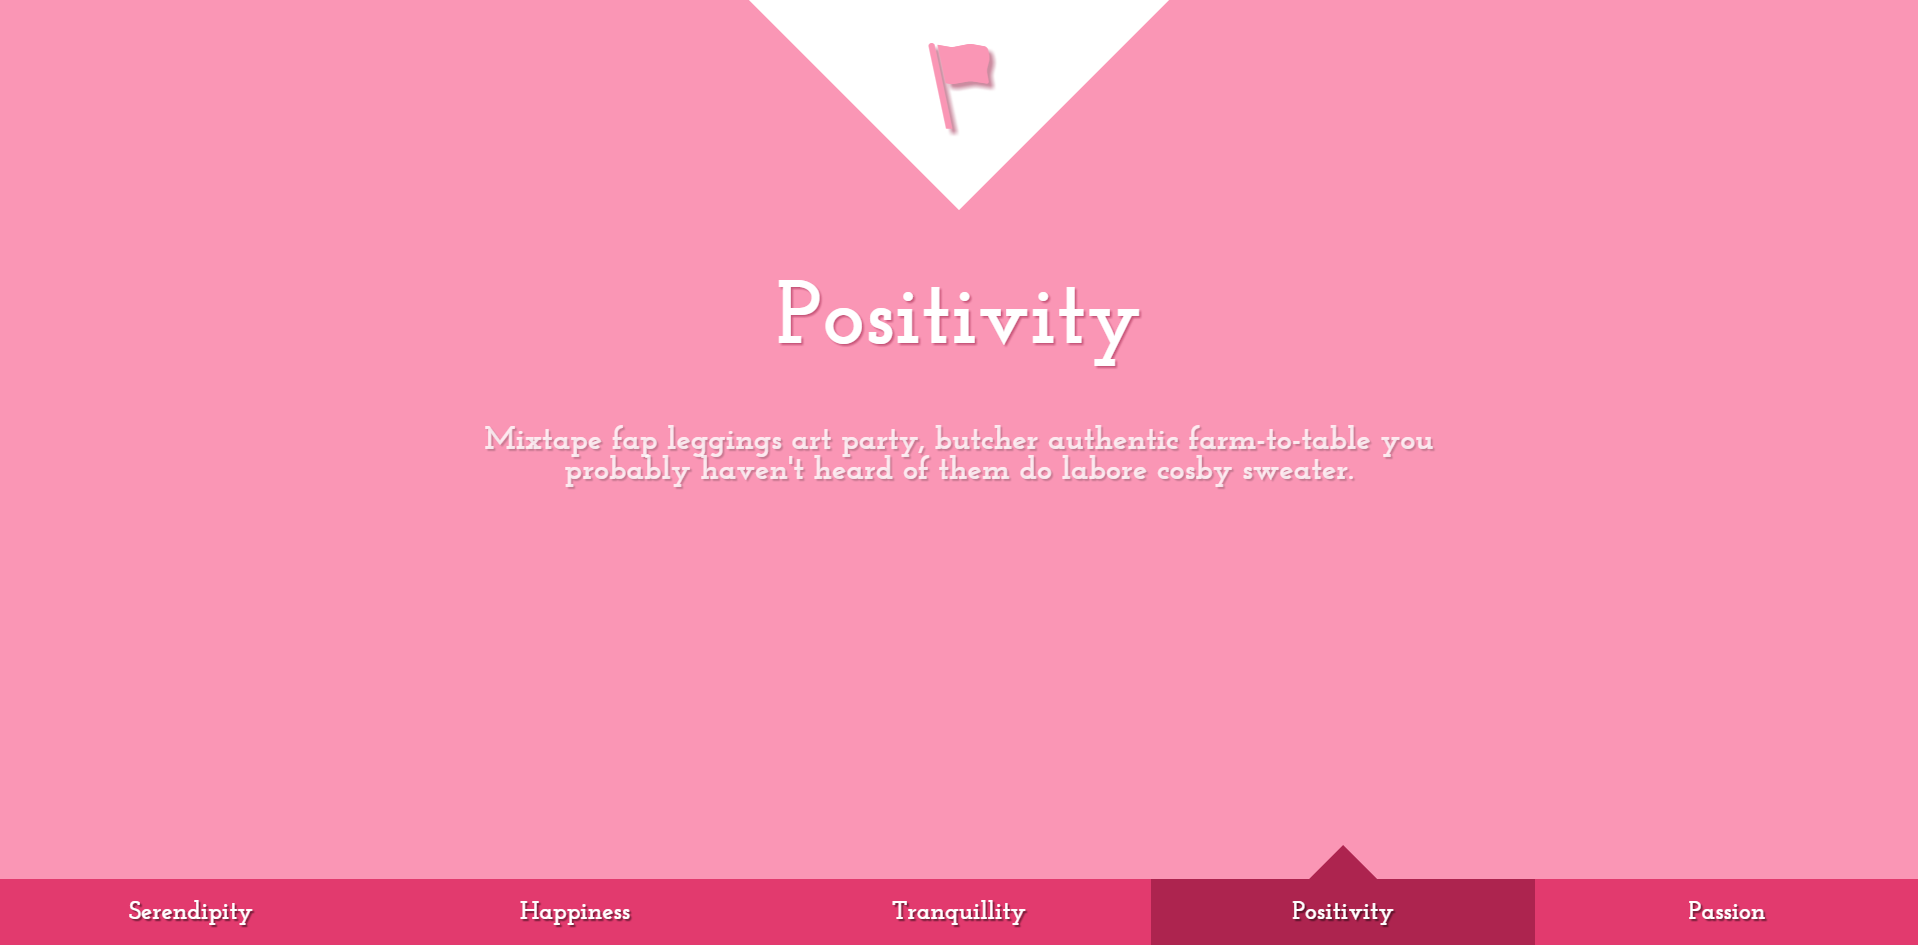 Positivity
Mixtape fap leggings art party, butcher authentic farm-to-table you
probably haven't heard of them do labore cosby sweater.
Serendipity
Happiness
Tranquillity
Positivity
Passion